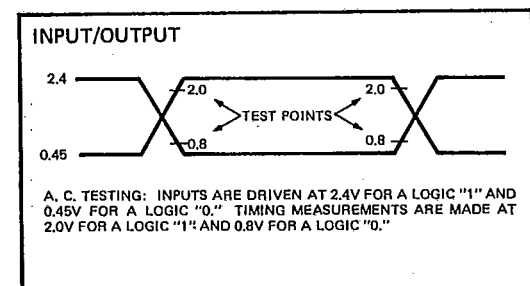 INPUT/OUTPUT
2.4
2.0
2.0
TEST POINTS
0.8
0.8
0.45
A. C. TESTING: INPUTS ARE DRIVEN AT 2.4V FOR A LOGIC "1" AND
0.45V FOR A LOGIC "0." TIMING MEASUREMENTS ARE MADE AT
2.0V FOR A LOGIC "1" AND 0.8V FOR A LOGIC "0."